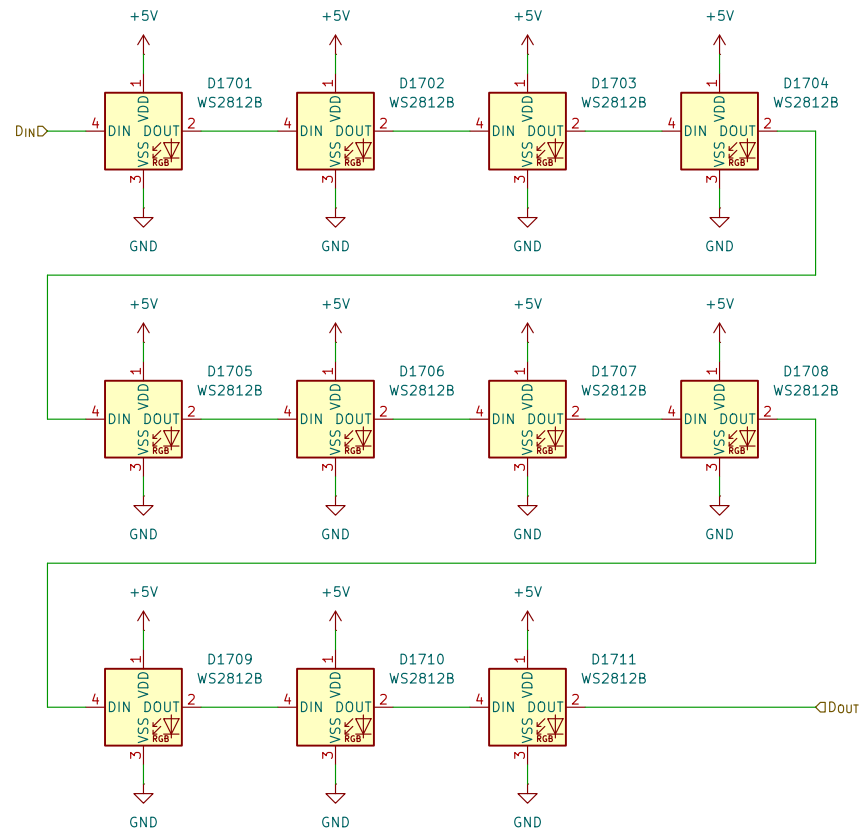 +5V +5V +5V +5V
D1701 D1702 D1703 D1704
WS2812B WS2812B WS2812B WS2812B
1 1 1 1
VDD VDD VDD VDD
DIN 4 DIN DOUT 2 4 DIN DOUT 2 4 DIN DOUT 2 4 DIN DOUT 2
VSS VSS VSS VSS
RGB RGB RGB RGB
3 3 3 3
GND GND GND GND
+5V +5V +5V +5V
D1705 D1706 D1707 D1708
WS2812B WS2812B WS2812B WS2812B
1 1 1 1
VDD VDD VDD VDD
4 DIN DOUT 2 4 DIN DOUT 2 4 DIN DOUT 2 4 DIN DOUT 2
VSS VSS VSS VSS
RGB RGB RGB RGB
3 3 3 3
GND GND GND GND
+5V +5V +5V
D1709 D1710 D1711
WS2812B WS2812B WS2812B
1 1 1
VDD VDD VDD
4 DIN DOUT 2 4 DIN DOUT 2 4 DIN DOUT 2 DOUT
VSS VSS VSS
RGB RGB RGB
3 3 3
GND GND GND